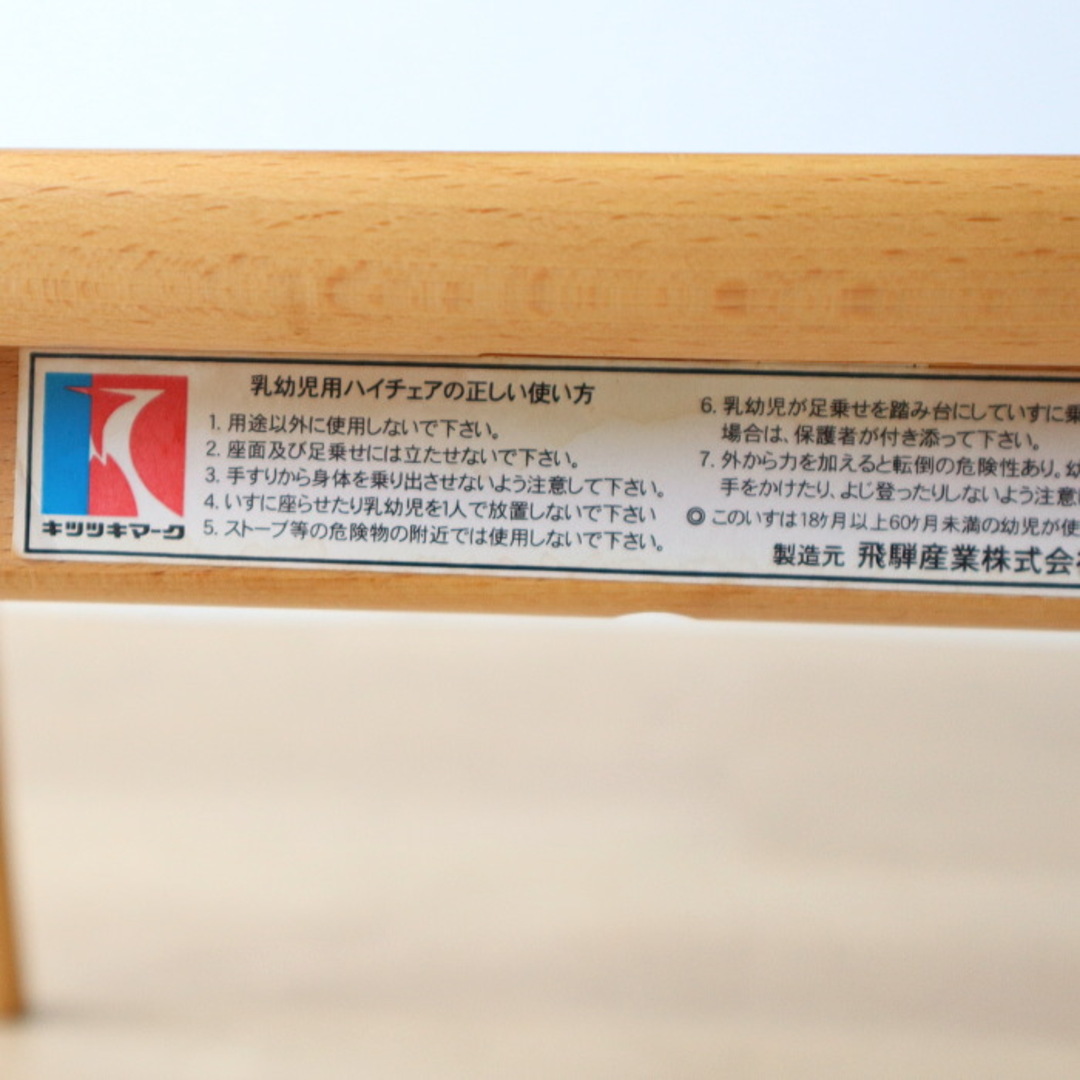 キツツキマーク
乳幼児用ハイチェアの正しい使い方
1. 用途以外に使用しないで下さい。
2. 座面及び足乗せには立たせないで下さい。
3. 手すりから身体を乗り出させないよう注意して下さい。
4. いすに座らせたり乳幼児を1人で放置しないで下さい
5. ストーブ等の危険物の附近では使用しないで下さい。
6. 乳幼児が足乗せを踏み台にしていすに乗
場合は、保護者が付き添って下さい。
7. 外から力を加えると転倒の危険性あり。幼
手をかけたり、よじ登ったりしないよう注意
◎ このいすは18ケ月以上60ケ月未満の幼児が使
製造元 飛騨産業株式会